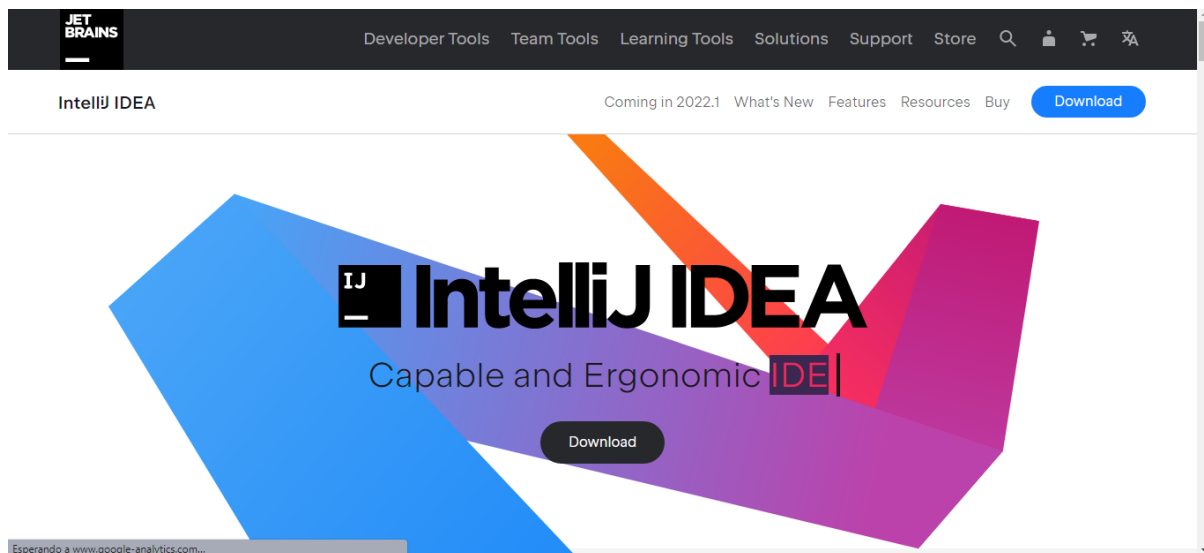 JET
BRAINS
Developer Tools Team Tools Learning Tools Solutions Support Store
IntelliJ IDEA
Coming in 2022.1 What's New Features Resources Buy Download
IJ
IntelliJ IDEA
Capable and Ergonomic IDE
Download
Esperando a www.google-analytics.com...